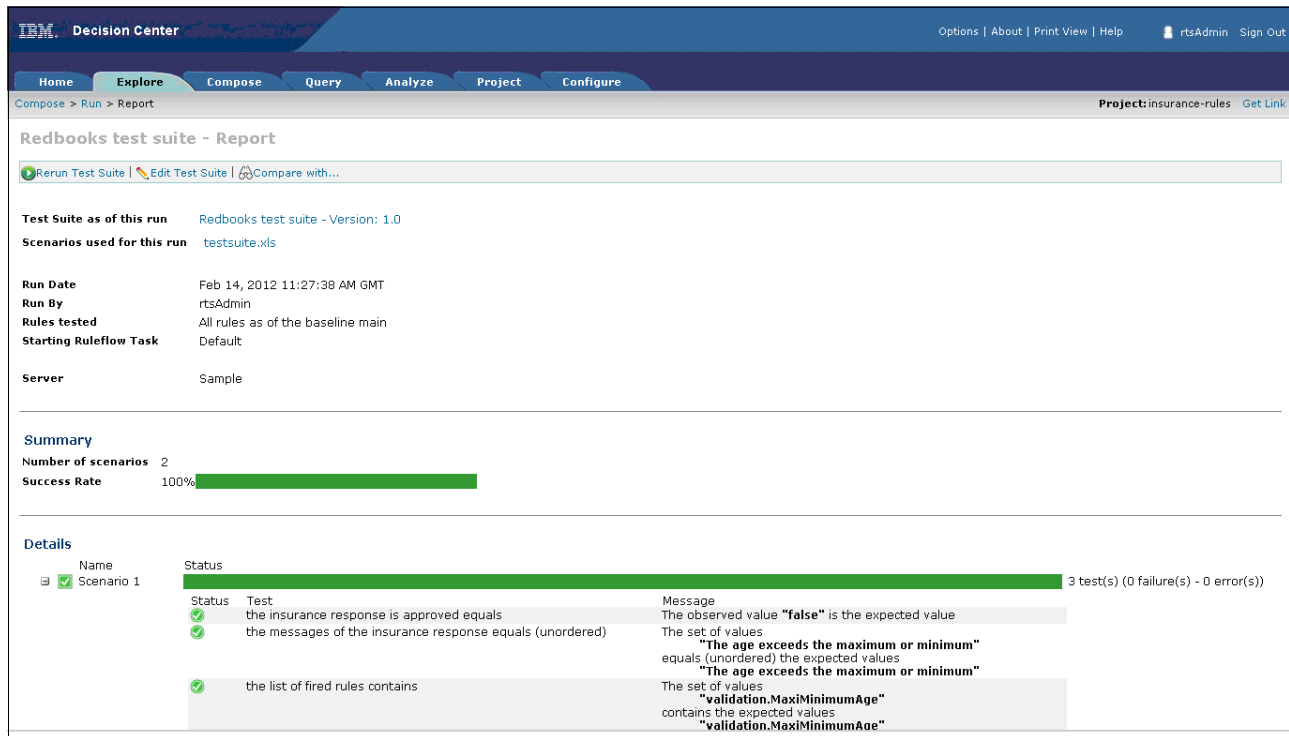 IBM. Decision Center
Options | About | Print View | Help rtsAdmin Sign Out
Home Explore Compose Query Analyze Project Configure
Compose > Run > Report Project: insurance-rules Get Link
Redbooks test suite - Report
Rerun Test Suite | Edit Test Suite | Compare with...
Test Suite as of this run Redbooks test suite - Version: 1.0
Scenarios used for this run testsuite.xls
Run Date Feb 14, 2012 11:27:38 AM GMT
Run By rtsAdmin
Rules tested All rules as of the baseline main
Starting Ruleflow Task Default
Server Sample
Summary
Number of scenarios 2
Success Rate 100%
Details
Name Status
Scenario 1 3 test(s) (0 failure(s) - 0 error(s))
Status Test Message
the insurance response is approved equals The observed value "false" is the expected value
the messages of the insurance response equals (unordered) The set of values
"The age exceeds the maximum or minimum"
equals (unordered) the expected values
"The age exceeds the maximum or minimum"
the list of fired rules contains The set of values
"validation.MaxiMinimumAge"
contains the expected values
"validation.MaxiMinimumAge"